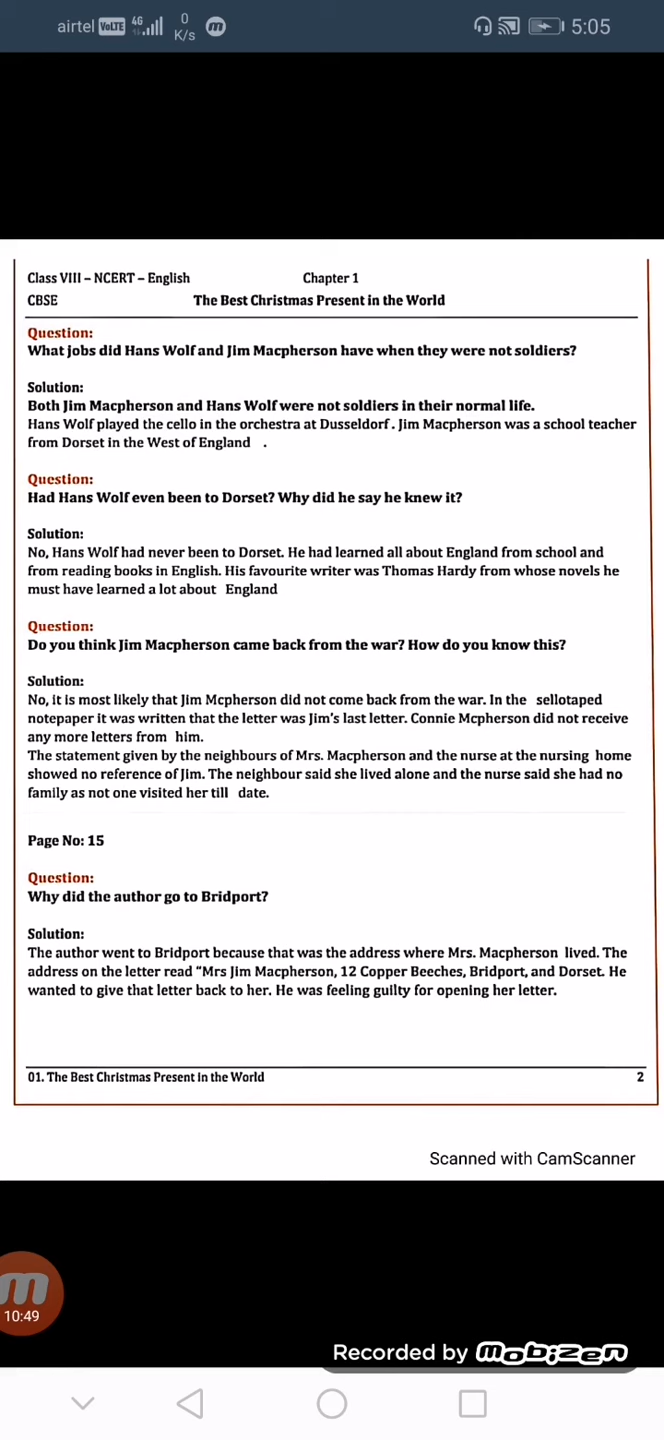 airtel VoLTE 4G 0 K/s m 5:05
Class VIII – NCERT – English Chapter 1
CBSE The Best Christmas Present in the World
Question:
What jobs did Hans Wolf and Jim Macpherson have when they were not soldiers?
Solution:
Both Jim Macpherson and Hans Wolf were not soldiers in their normal life.
Hans Wolf played the cello in the orchestra at Dusseldorf . Jim Macpherson was a school teacher
from Dorset in the West of England .
Question:
Had Hans Wolf even been to Dorset? Why did he say he knew it?
Solution:
No, Hans Wolf had never been to Dorset. He had learned all about England from school and
from reading books in English. His favourite writer was Thomas Hardy from whose novels he
must have learned a lot about England
Question:
Do you think Jim Macpherson came back from the war? How do you know this?
Solution:
No, it is most likely that Jim Mcpherson did not come back from the war. In the sellotaped
notepaper it was written that the letter was Jim's last letter. Connie Mcpherson did not receive
any more letters from him.
The statement given by the neighbours of Mrs. Macpherson and the nurse at the nursing home
showed no reference of Jim. The neighbour said she lived alone and the nurse said she had no
family as not one visited her till date.
Page No: 15
Question:
Why did the author go to Bridport?
Solution:
The author went to Bridport because that was the address where Mrs. Macpherson lived. The
address on the letter read “Mrs Jim Macpherson, 12 Copper Beeches, Bridport, and Dorset. He
wanted to give that letter back to her. He was feeling guilty for opening her letter.
01. The Best Christmas Present in the World 2
Scanned with CamScanner
m
10:49
Recorded by mobizen